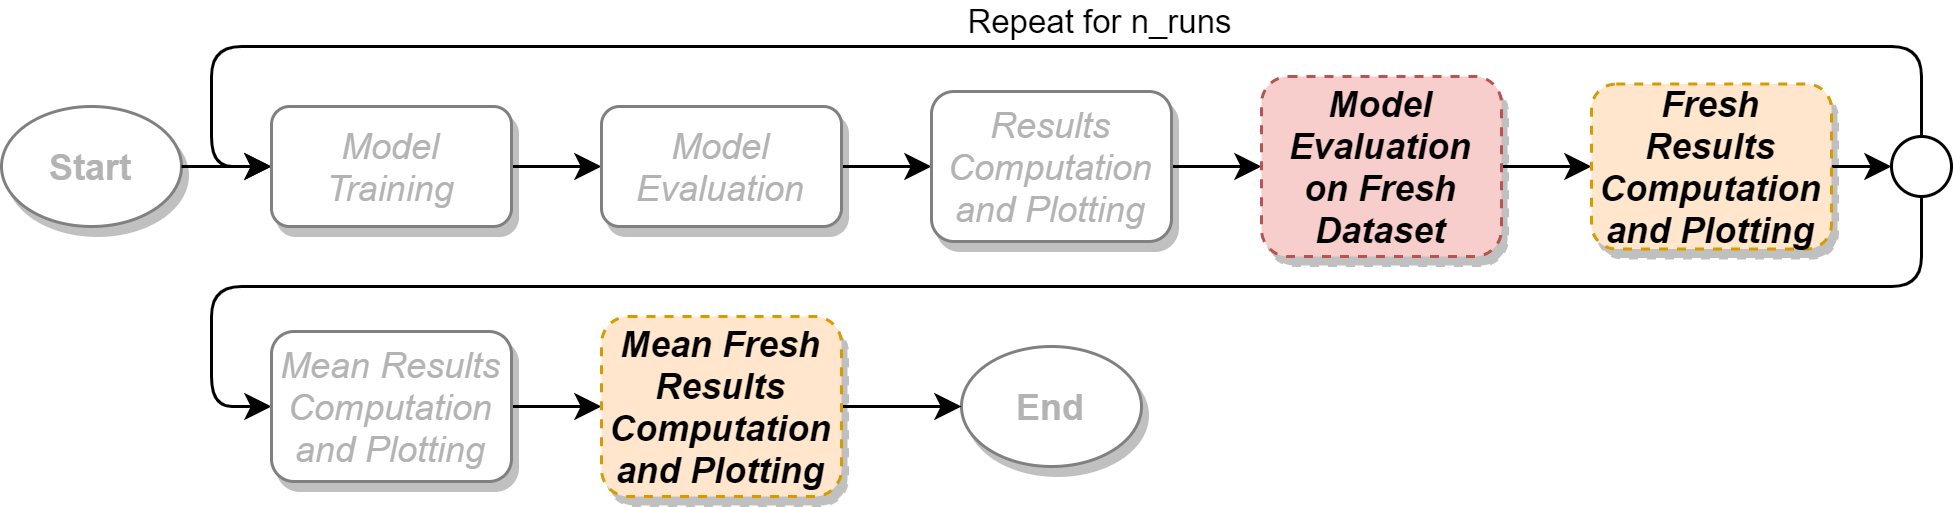 Repeat for n_runs
Start
Model
Training
Model
Evaluation
Results
Computation
and Plotting
Model
Evaluation
on Fresh
Dataset
Fresh
Results
Computation
and Plotting
Mean Results
Computation
and Plotting
Mean Fresh
Results
Computation
and Plotting
End